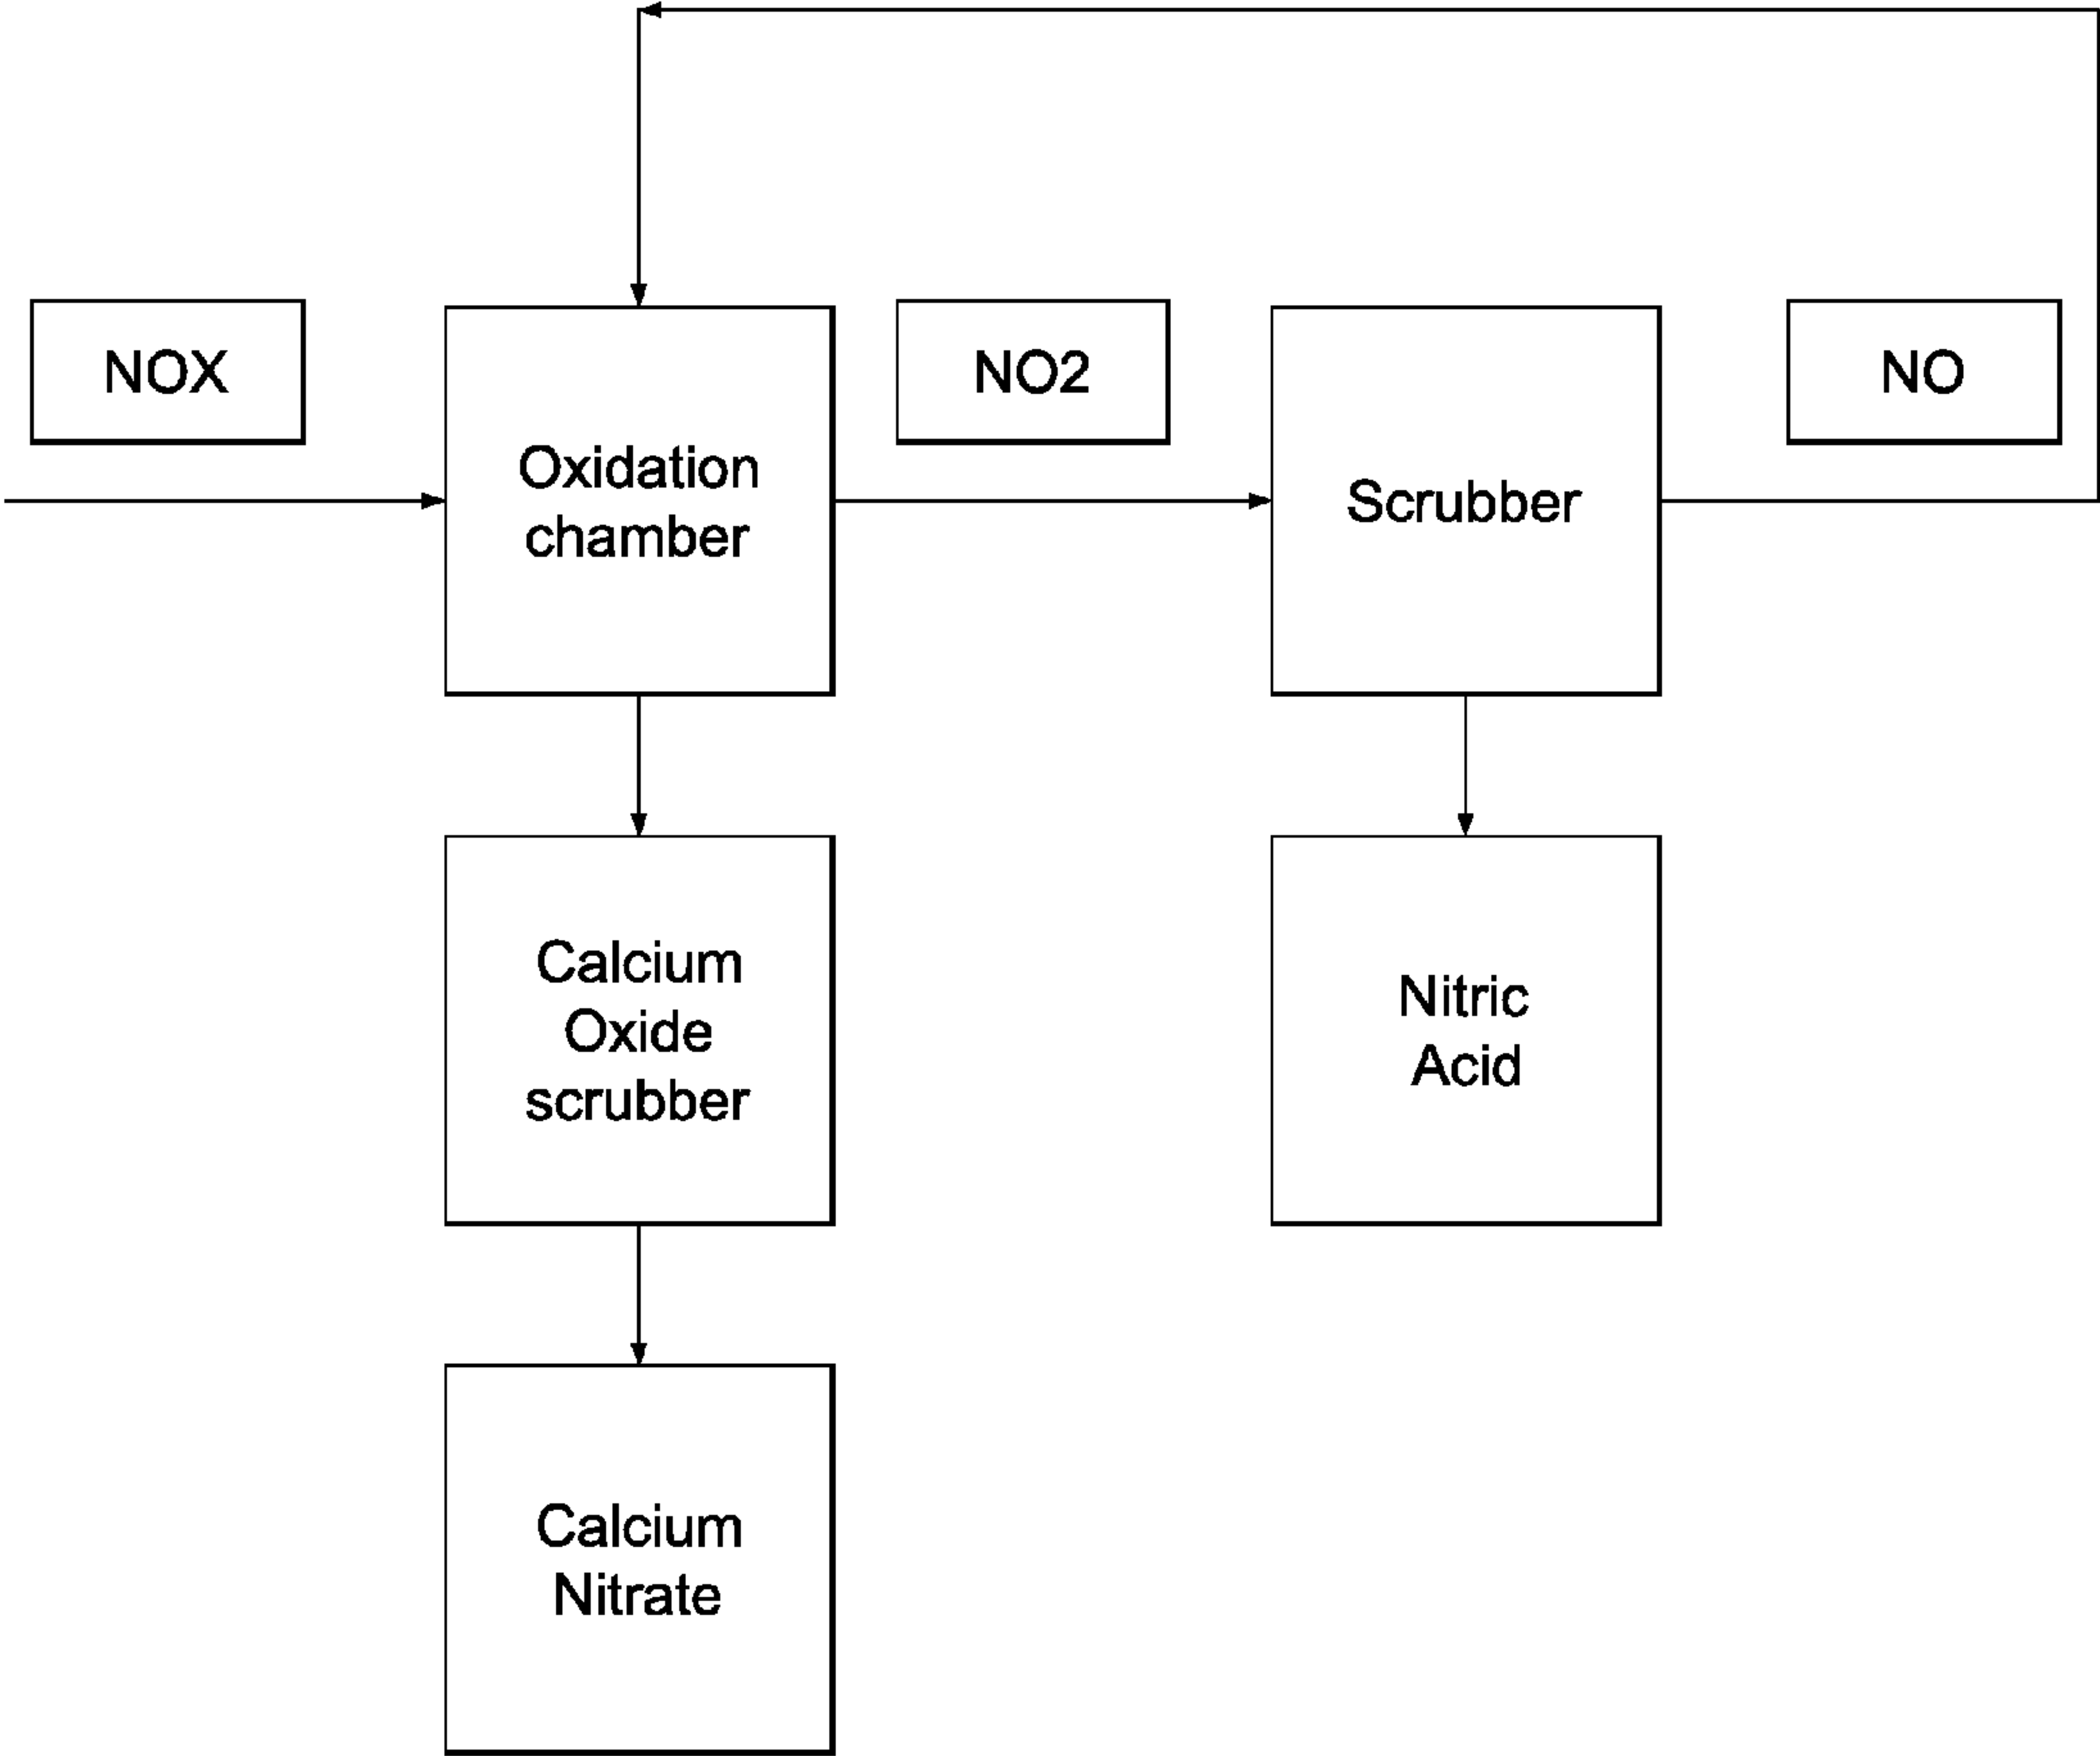 NOX
Oxidation
chamber
NO2
Scrubber
NO
Calcium
Oxide
scrubber
Nitric
Acid
Calcium
Nitrate